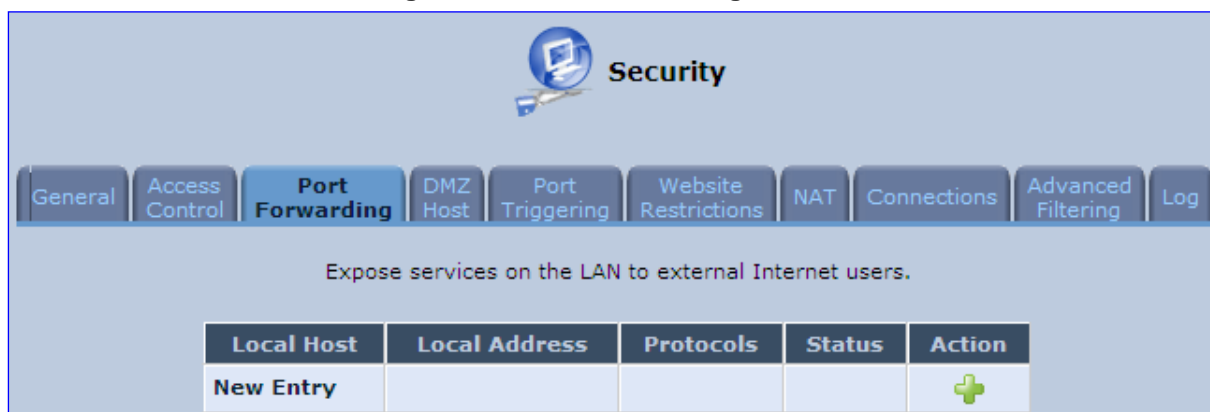 Security
General
Access
Control
Port
Forwarding
DMZ
Host
Port
Triggering
Website
Restrictions
NAT
Connections
Advanced
Filtering
Log
Expose services on the LAN to external Internet users.
Local Host Local Address Protocols Status Action
New Entry